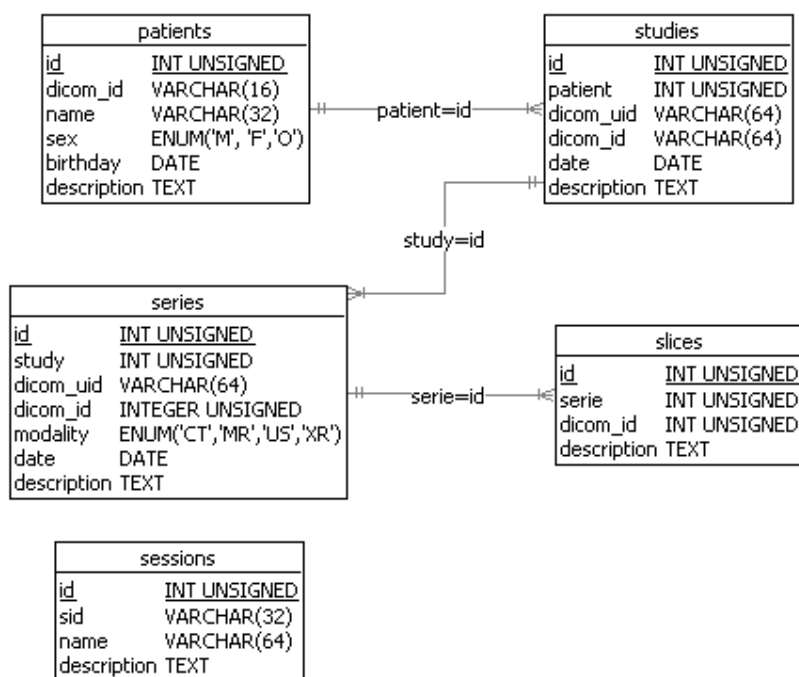 patients
id INT UNSIGNED
dicom_id VARCHAR(16)
name VARCHAR(32)
sex ENUM('M', 'F','O')
birthday DATE
description TEXT
patient=id
studies
id INT UNSIGNED
patient INT UNSIGNED
dicom_uid VARCHAR(64)
dicom_id VARCHAR(64)
date DATE
description TEXT
study=id
series
id INT UNSIGNED
study INT UNSIGNED
dicom_uid VARCHAR(64)
dicom_id INTEGER UNSIGNED
modality ENUM('CT','MR','US','XR')
date DATE
description TEXT
serie=id
slices
id INT UNSIGNED
serie INT UNSIGNED
dicom_id INT UNSIGNED
description TEXT
sessions
id INT UNSIGNED
sid VARCHAR(32)
name VARCHAR(64)
description TEXT